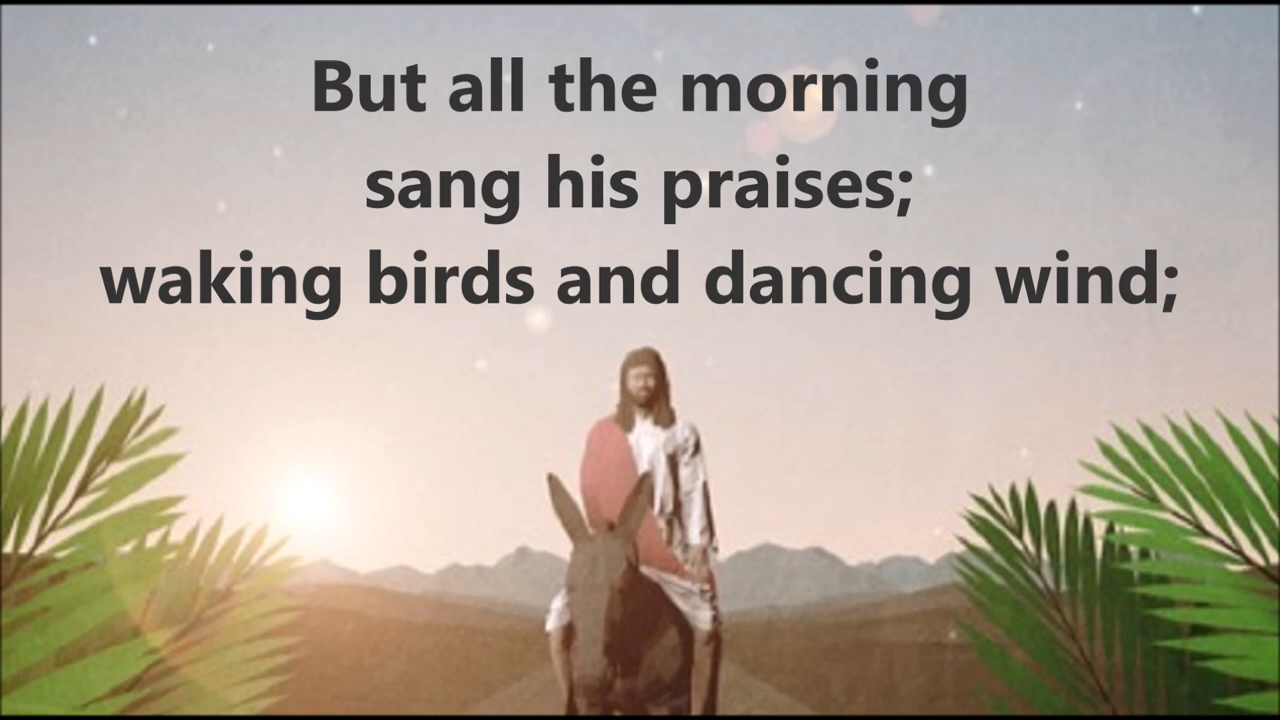 But all the morning
sang his praises;
waking birds and dancing wind;